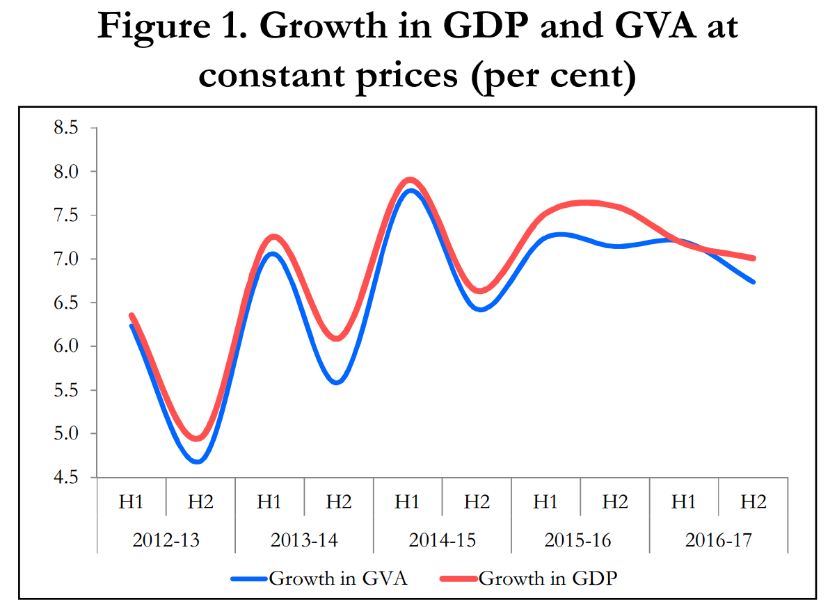 Figure 1. Growth in GDP and GVA at
constant prices (per cent)
8.5
8.0
7.5
7.0
6.5
6.0
5.5
5.0
4.5
H1 H2 H1 H2 H1 H2 H1 H2 H1 H2
2012-13 2013-14 2014-15 2015-16 2016-17
Growth in GVA Growth in GDP